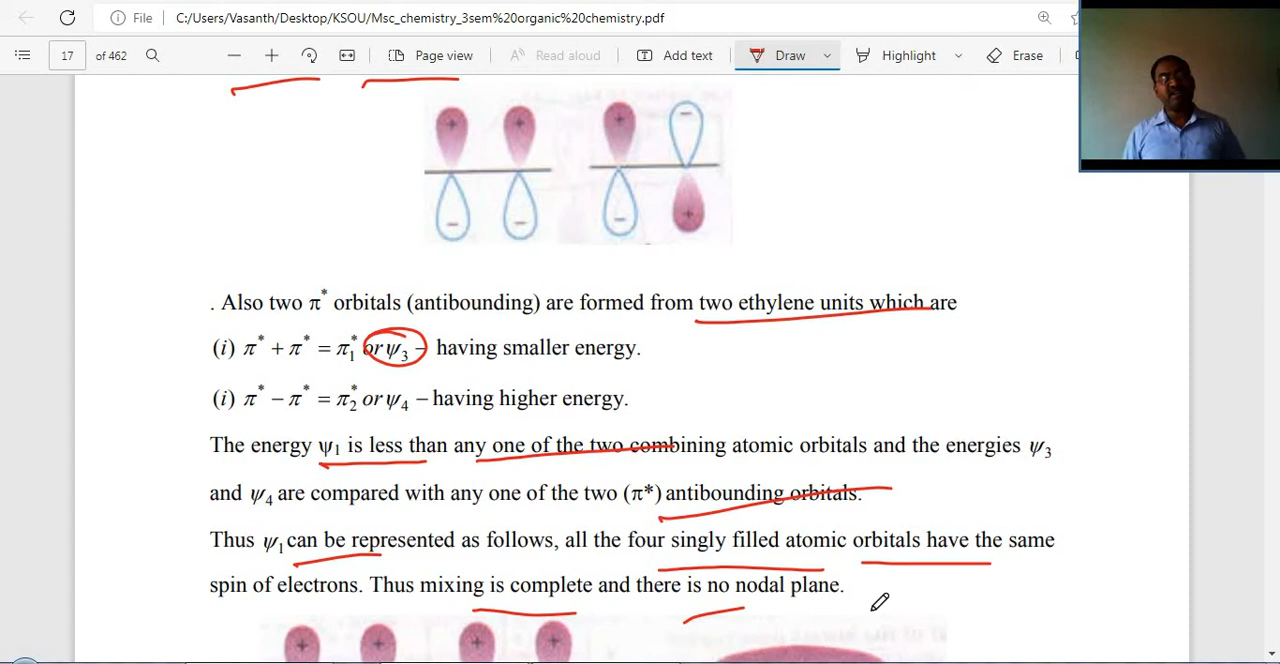 File C:/Users/Vasanth/Desktop/KSOU/Msc_chemistry_3sem%20organic%20chemistry.pdf
17 of 462 Page view Read aloud Add text Draw Highlight Erase
+ + + −
− − − +
. Also two π* orbitals (antibounding) are formed from two ethylene units which are
(i) π* + π* = π₁* or ψ₃ − having smaller energy.
(i) π* − π* = π₂* or ψ₄ − having higher energy.
The energy ψ₁ is less than any one of the two combining atomic orbitals and the energies ψ₃
and ψ₄ are compared with any one of the two (π*) antibounding orbitals.
Thus ψ₁ can be represented as follows, all the four singly filled atomic orbitals have the same
spin of electrons. Thus mixing is complete and there is no nodal plane.
+ + + +